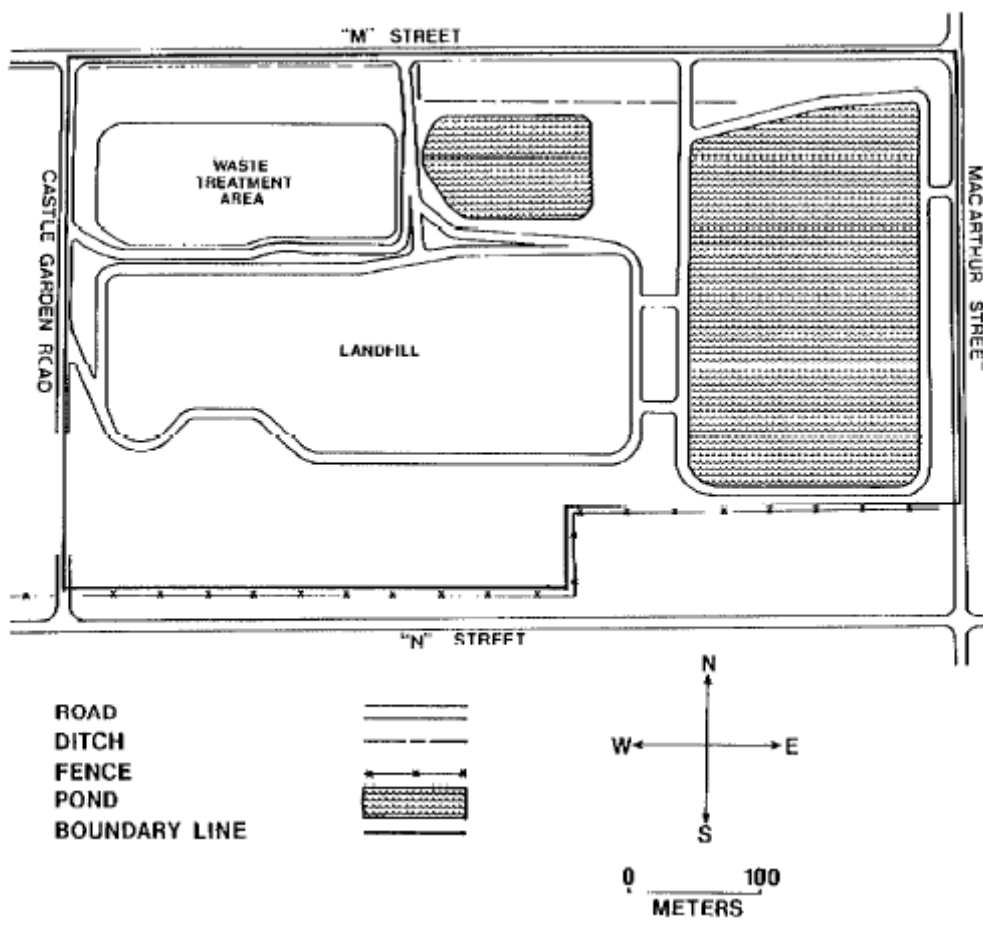 "M" STREET
WASTE
TREATMENT
AREA
CASTLE GARDEN ROAD
MACARTHUR STREET
LANDFILL
"N" STREET
ROAD
DITCH
FENCE
POND
BOUNDARY LINE
N
W E
S
0 100
METERS